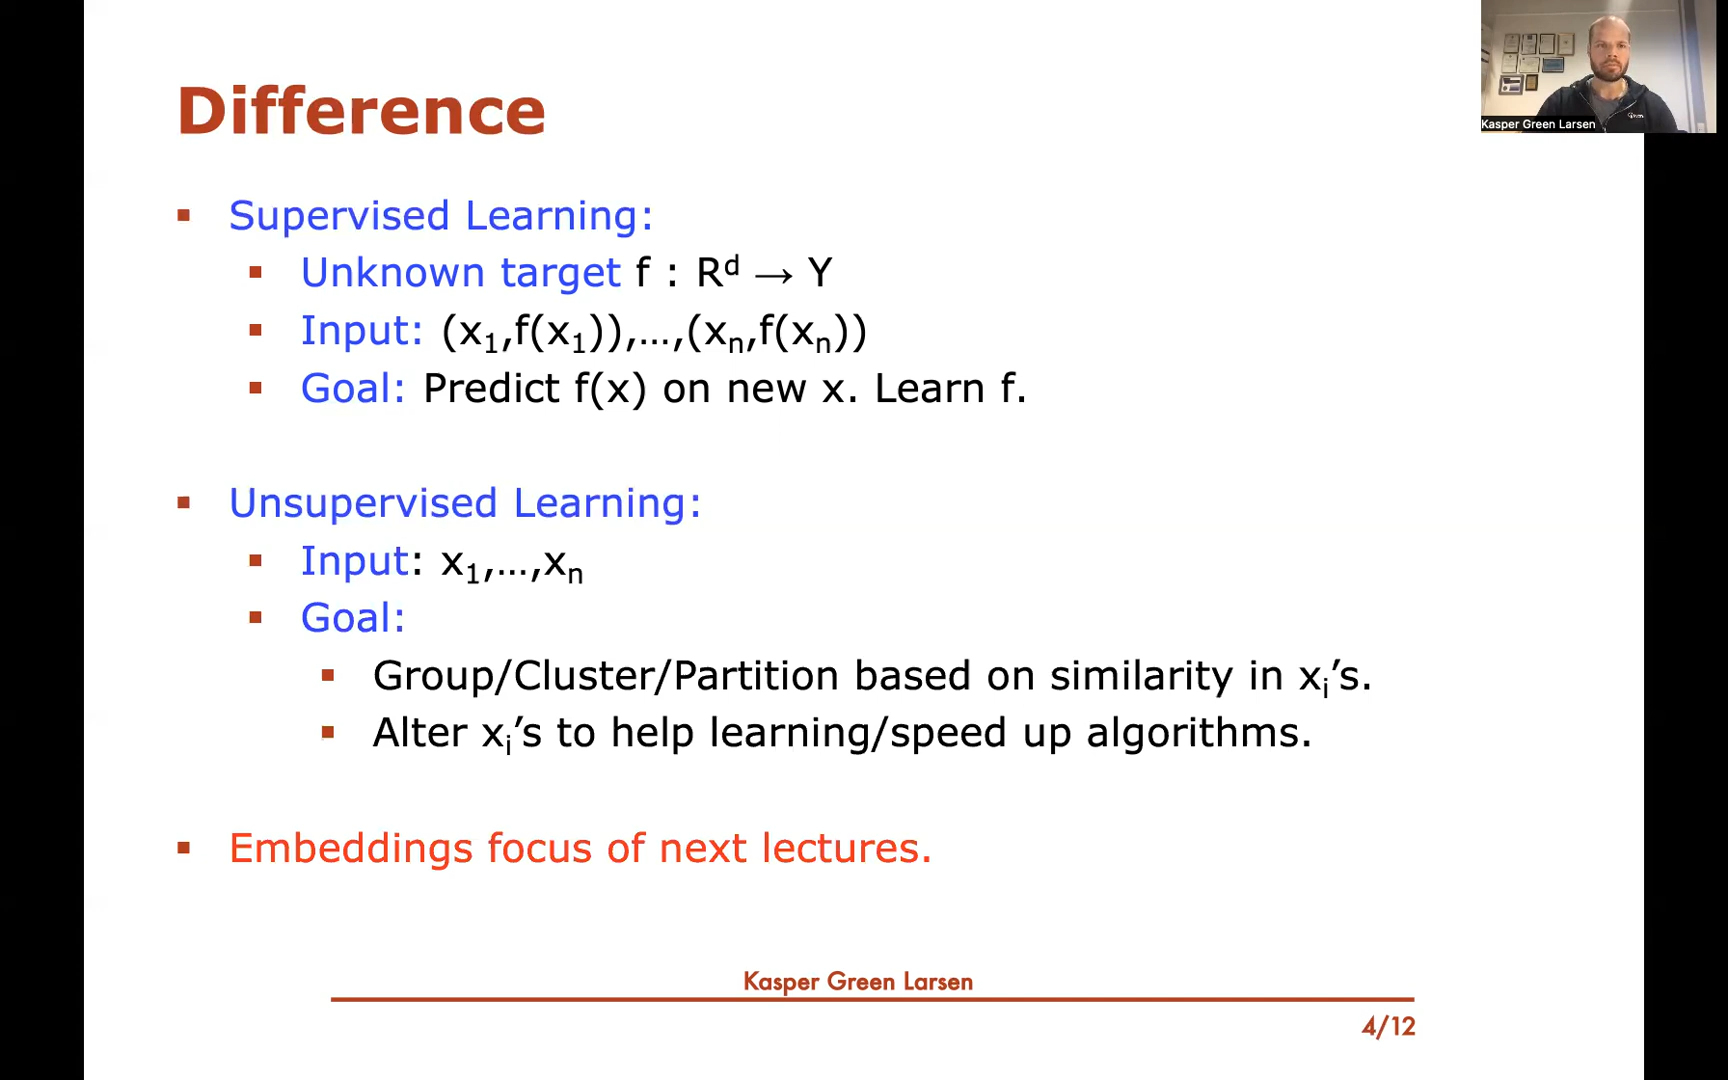 Difference
Kasper Green Larsen
▪ Supervised Learning:
▪ Unknown target f : Rᵈ → Y
▪ Input: (x₁,f(x₁)),…,(xₙ,f(xₙ))
▪ Goal: Predict f(x) on new x. Learn f.
▪ Unsupervised Learning:
▪ Input: x₁,…,xₙ
▪ Goal:
▪ Group/Cluster/Partition based on similarity in xᵢ’s.
▪ Alter xᵢ’s to help learning/speed up algorithms.
▪ Embeddings focus of next lectures.
Kasper Green Larsen
4/12